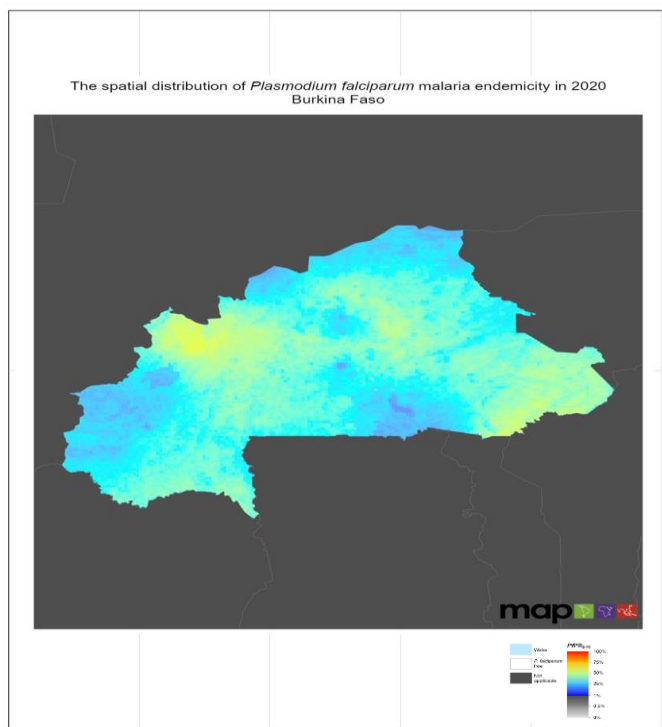 The spatial distribution of Plasmodium falciparum malaria endemicity in 2020
Burkina Faso
map
Water
P. falciparum
free
Not
applicable
100%
75%
50%
25%
1%
0.5%
0%